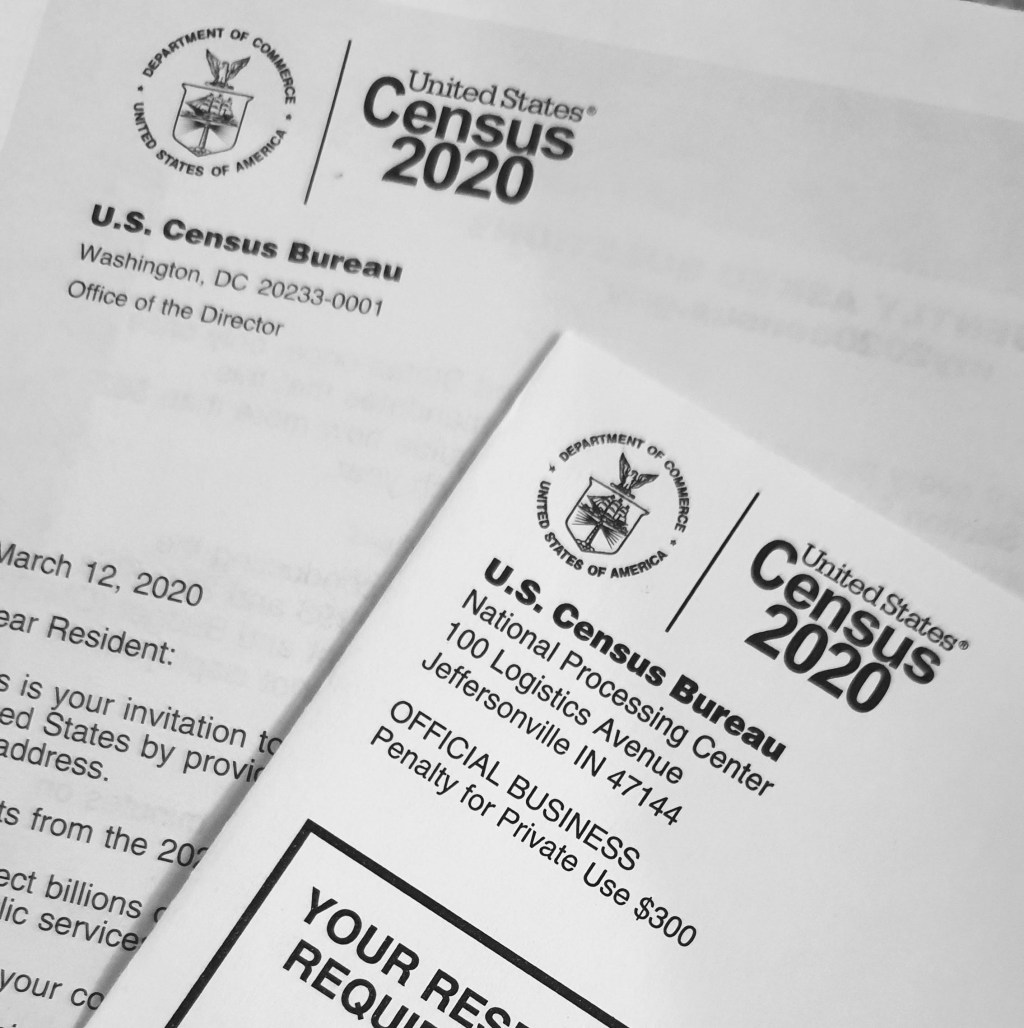 DEPARTMENT OF COMMERCE
UNITED STATES OF AMERICA
United States®
Census
2020
U.S. Census Bureau
Washington, DC 20233-0001
Office of the Director
March 12, 2020
ear Resident:
s is your invitation to
ed States by provi
address.
ts from the 202
ect billions
lic service
your co
DEPARTMENT OF COMMERCE
UNITED STATES OF AMERICA
United States®
Census
2020
U.S. Census Bureau
National Processing Center
100 Logistics Avenue
Jeffersonville IN 47144
OFFICIAL BUSINESS
Penalty for Private Use $300
YOUR RES
REQUI